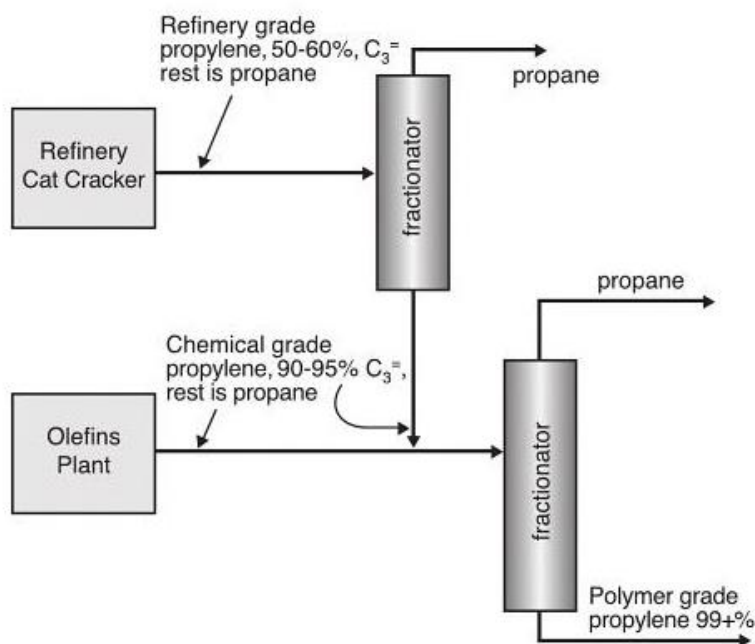 Refinery grade
propylene, 50-60%, C₃⁼
rest is propane
propane
Refinery
Cat Cracker
fractionator
propane
Chemical grade
propylene, 90-95% C₃⁼,
rest is propane
Olefins
Plant
fractionator
Polymer grade
propylene 99+%